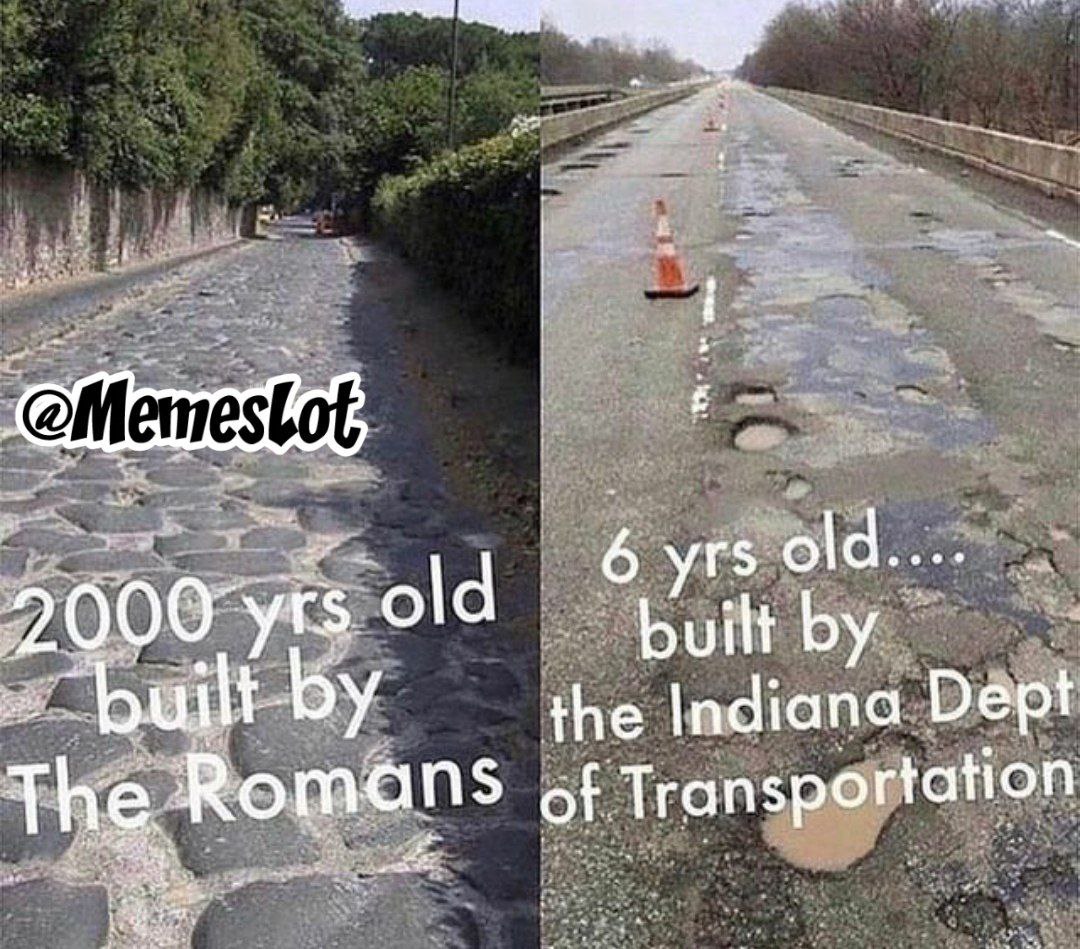 @MemesLot
2000 yrs old
built by
The Romans
6 yrs old....
built by
the Indiana Dept
of Transportation